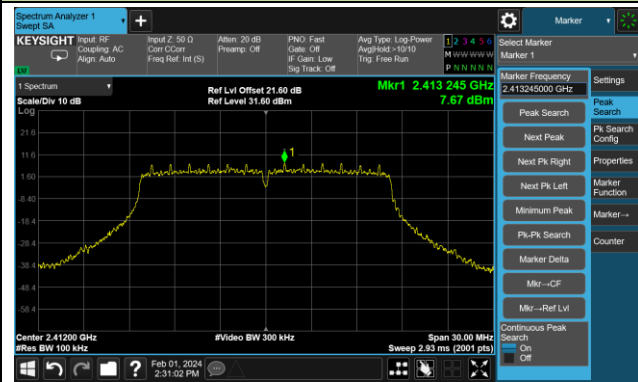 Spectrum Analyzer 1
Swept SA
+
Marker
KEYSIGHT
Input: RF
Coupling: AC
Align: Auto
Input Z: 50 Ω
Corr CCorr
Freq Ref: Int (S)
Atten: 20 dB
Preamp: Off
PNO: Fast
Gate: Off
IF Gain: Low
Sig Track: Off
Avg Type: Log-Power
Avg|Hold:>10/10
Trig: Free Run
1 2 3 4 5 6
M W W W W W
P N N N N N
LXI
Select Marker
Marker 1
1 Spectrum
Scale/Div 10 dB
Log
Ref Lvl Offset 21.60 dB
Ref Level 31.60 dBm
Mkr1 2.413 245 GHz
7.67 dBm
21.6
11.6
1.60
-8.40
-18.4
-28.4
-38.4
-48.4
-58.4
1
Center 2.41200 GHz
#Res BW 100 kHz
#Video BW 300 kHz
Span 30.00 MHz
Sweep 2.93 ms (2001 pts)
Marker Frequency
2.413245000 GHz
Peak Search
Next Peak
Next Pk Right
Next Pk Left
Minimum Peak
Pk-Pk Search
Marker Delta
Mkr→CF
Mkr→Ref Lvl
Continuous Peak
Search
On
Off
Settings
Peak
Search
Pk Search
Config
Properties
Marker
Function
Marker→
Counter
?
Feb 01, 2024
2:31:02 PM